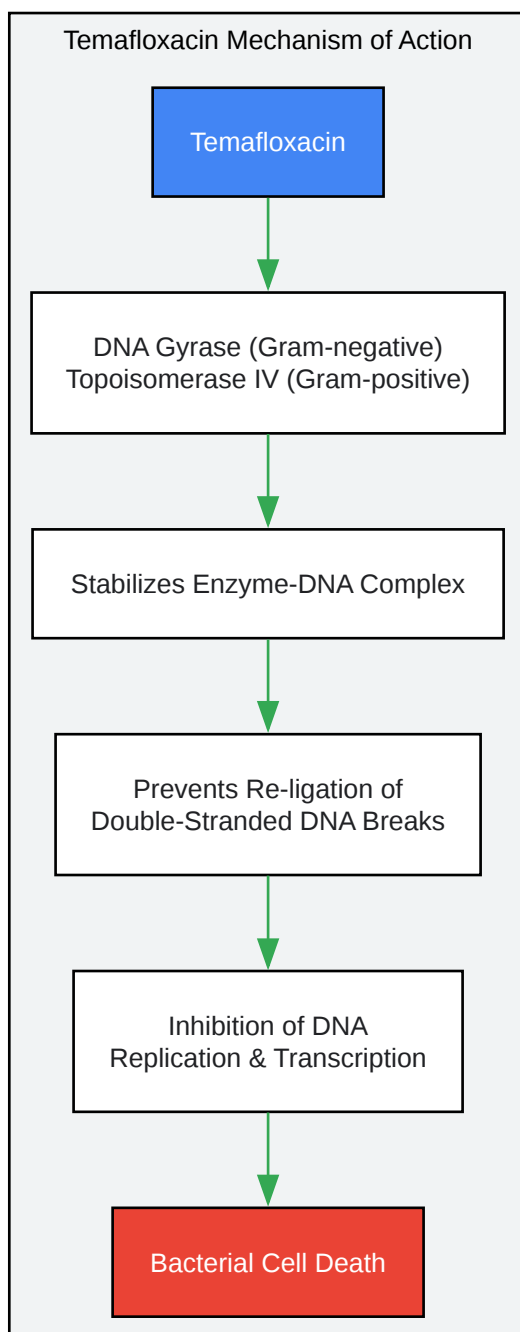 Temafloxacin Mechanism of Action
Temafloxacin
DNA Gyrase (Gram-negative)
Topoisomerase IV (Gram-positive)
Stabilizes Enzyme-DNA Complex
Prevents Re-ligation of
Double-Stranded DNA Breaks
Inhibition of DNA
Replication & Transcription
Bacterial Cell Death